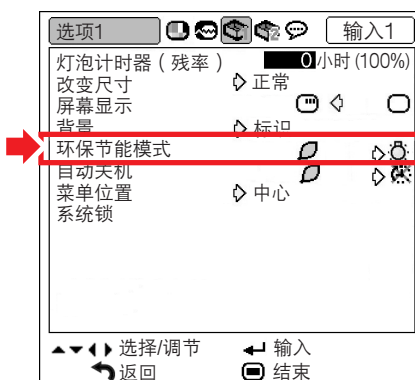 选项1 输入1
灯泡计时器（残率） 0小时(100%)
改变尺寸 正常
屏幕显示
背景 标识
环保节能模式
自动关机
菜单位置 中心
系统锁
选择/调节 输入
返回 结束